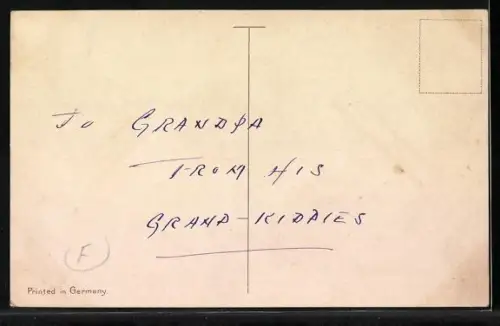 To GRANDPA
FROM HIS
GRAND-KIDDIES
F
Printed in Germany.